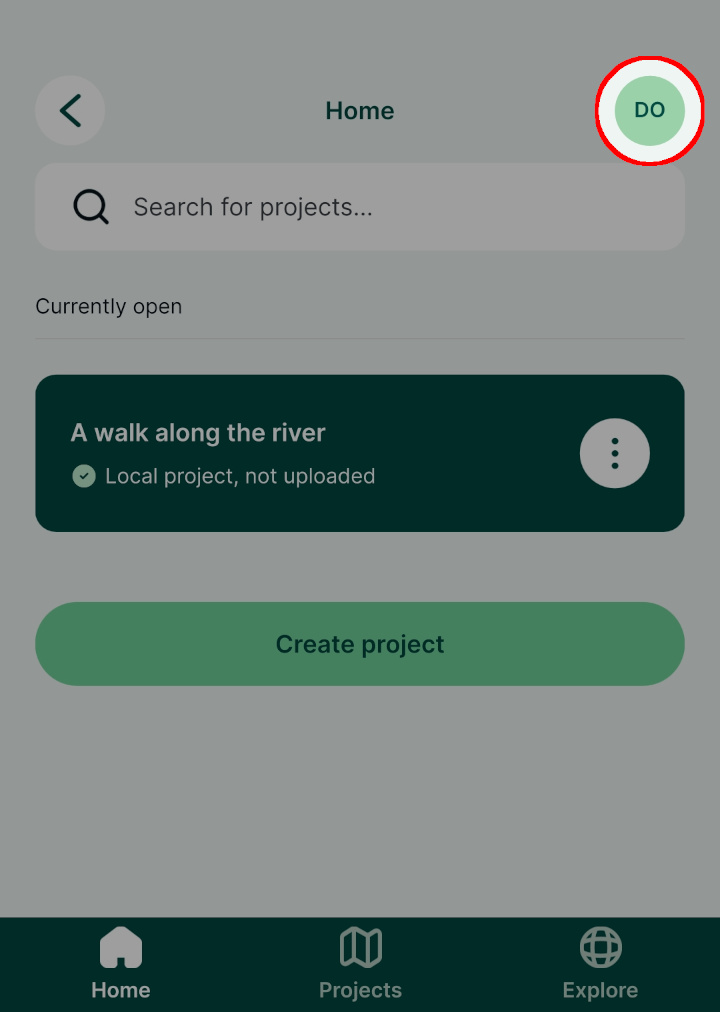 Home
DO
Search for projects...
Currently open
A walk along the river
Local project, not uploaded
Create project
Home
Projects
Explore